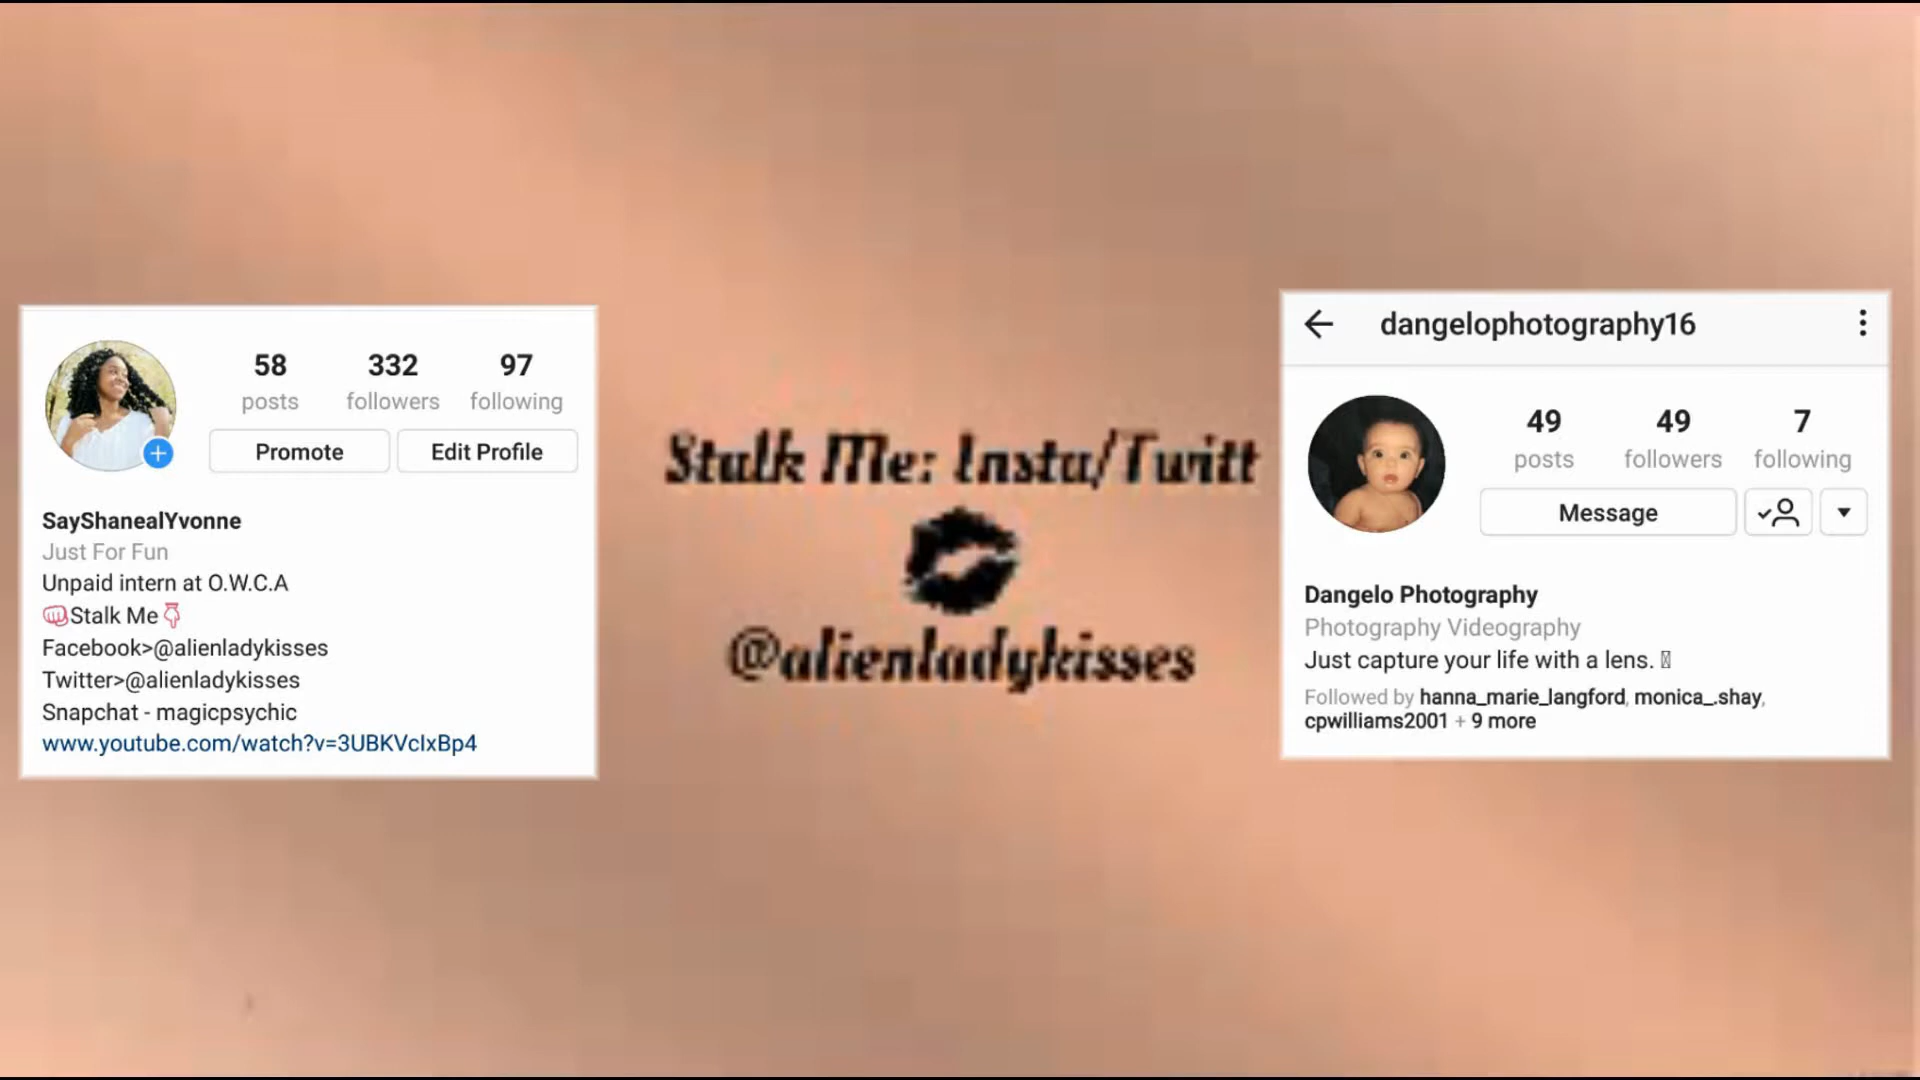 58 332 97
posts followers following
Promote Edit Profile
SayShanealYvonne
Just For Fun
Unpaid intern at O.W.C.A
👊Stalk Me👇
Facebook>@alienladykisses
Twitter>@alienladykisses
Snapchat - magicpsychic
www.youtube.com/watch?v=3UBKVcIxBp4
Stalk Me: Insta/Twitt
@alienladykisses
dangelophotography16
49 49 7
posts followers following
Message
Dangelo Photography
Photography Videography
Just capture your life with a lens.
Followed by hanna_marie_langford, monica_.shay,
cpwilliams2001 + 9 more